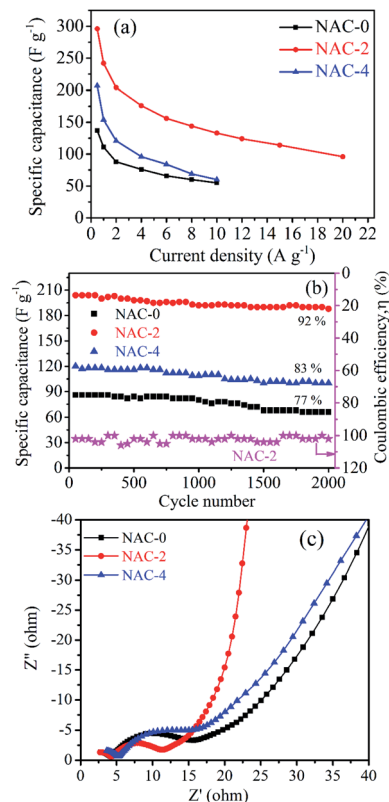 (a)
NAC-0
NAC-2
NAC-4
Specific capacitance (F g⁻¹)
300
250
200
150
100
50
0
0 2 4 6 8 10 12 14 16 18 20 22
Current density (A g⁻¹)
(b)
NAC-0
NAC-2
NAC-4
92 %
83 %
77 %
NAC-2
Specific capacitance (F g⁻¹)
210
180
150
120
90
60
30
0
Coulombic efficiency,η (%)
0
20
40
60
80
100
120
0 500 1000 1500 2000
Cycle number
(c)
NAC-0
NAC-2
NAC-4
Z'' (ohm)
-40
-35
-30
-25
-20
-15
-10
-5
0
0 5 10 15 20 25 30 35 40
Z' (ohm)